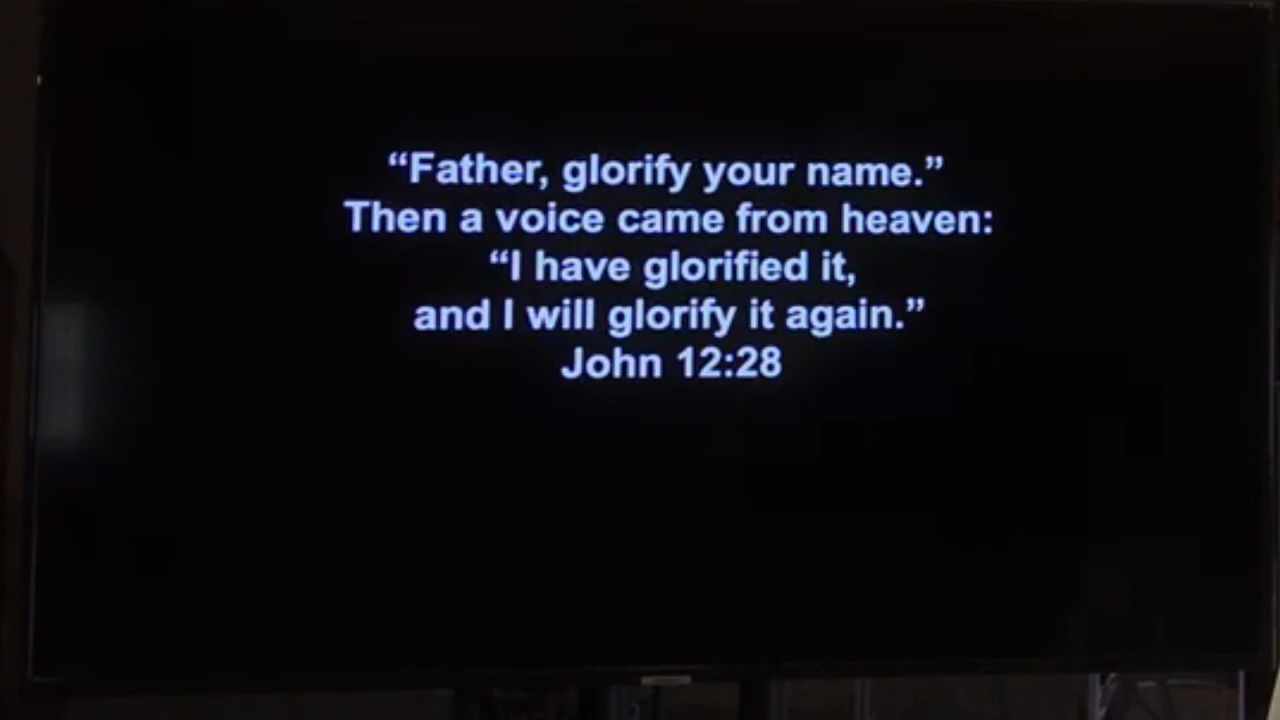 “Father, glorify your name.”
Then a voice came from heaven:
“I have glorified it,
and I will glorify it again.”
John 12:28